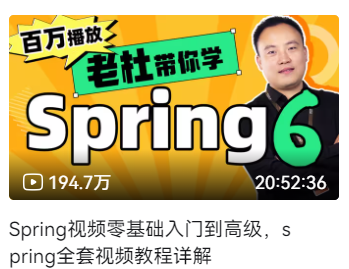 百万播放
老杜带你学
Spring6
194.7万
20:52:36
Spring视频零基础入门到高级，s
pring全套视频教程详解